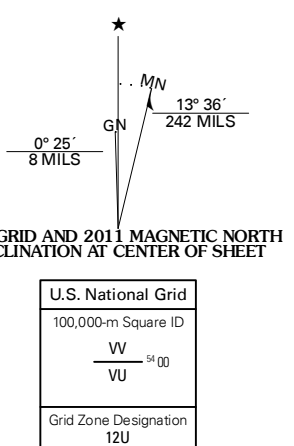 ★
MN
GN
13° 36´
242 MILS
0° 25´
8 MILS
GRID AND 2011 MAGNETIC NORTH
CLINATION AT CENTER OF SHEET
U.S. National Grid
100,000-m Square ID
VV
54 00
VU
Grid Zone Designation
12U